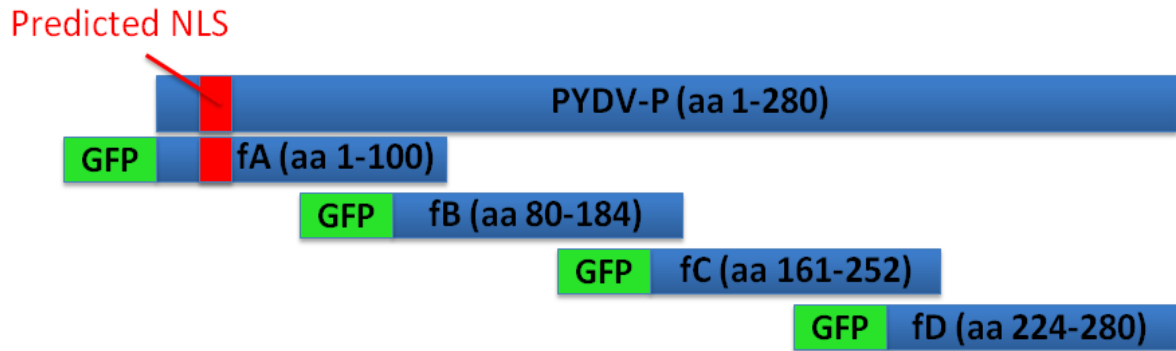 Predicted NLS
PYDV-P (aa 1-280)
GFP fA (aa 1-100)
GFP fB (aa 80-184)
GFP fC (aa 161-252)
GFP fD (aa 224-280)